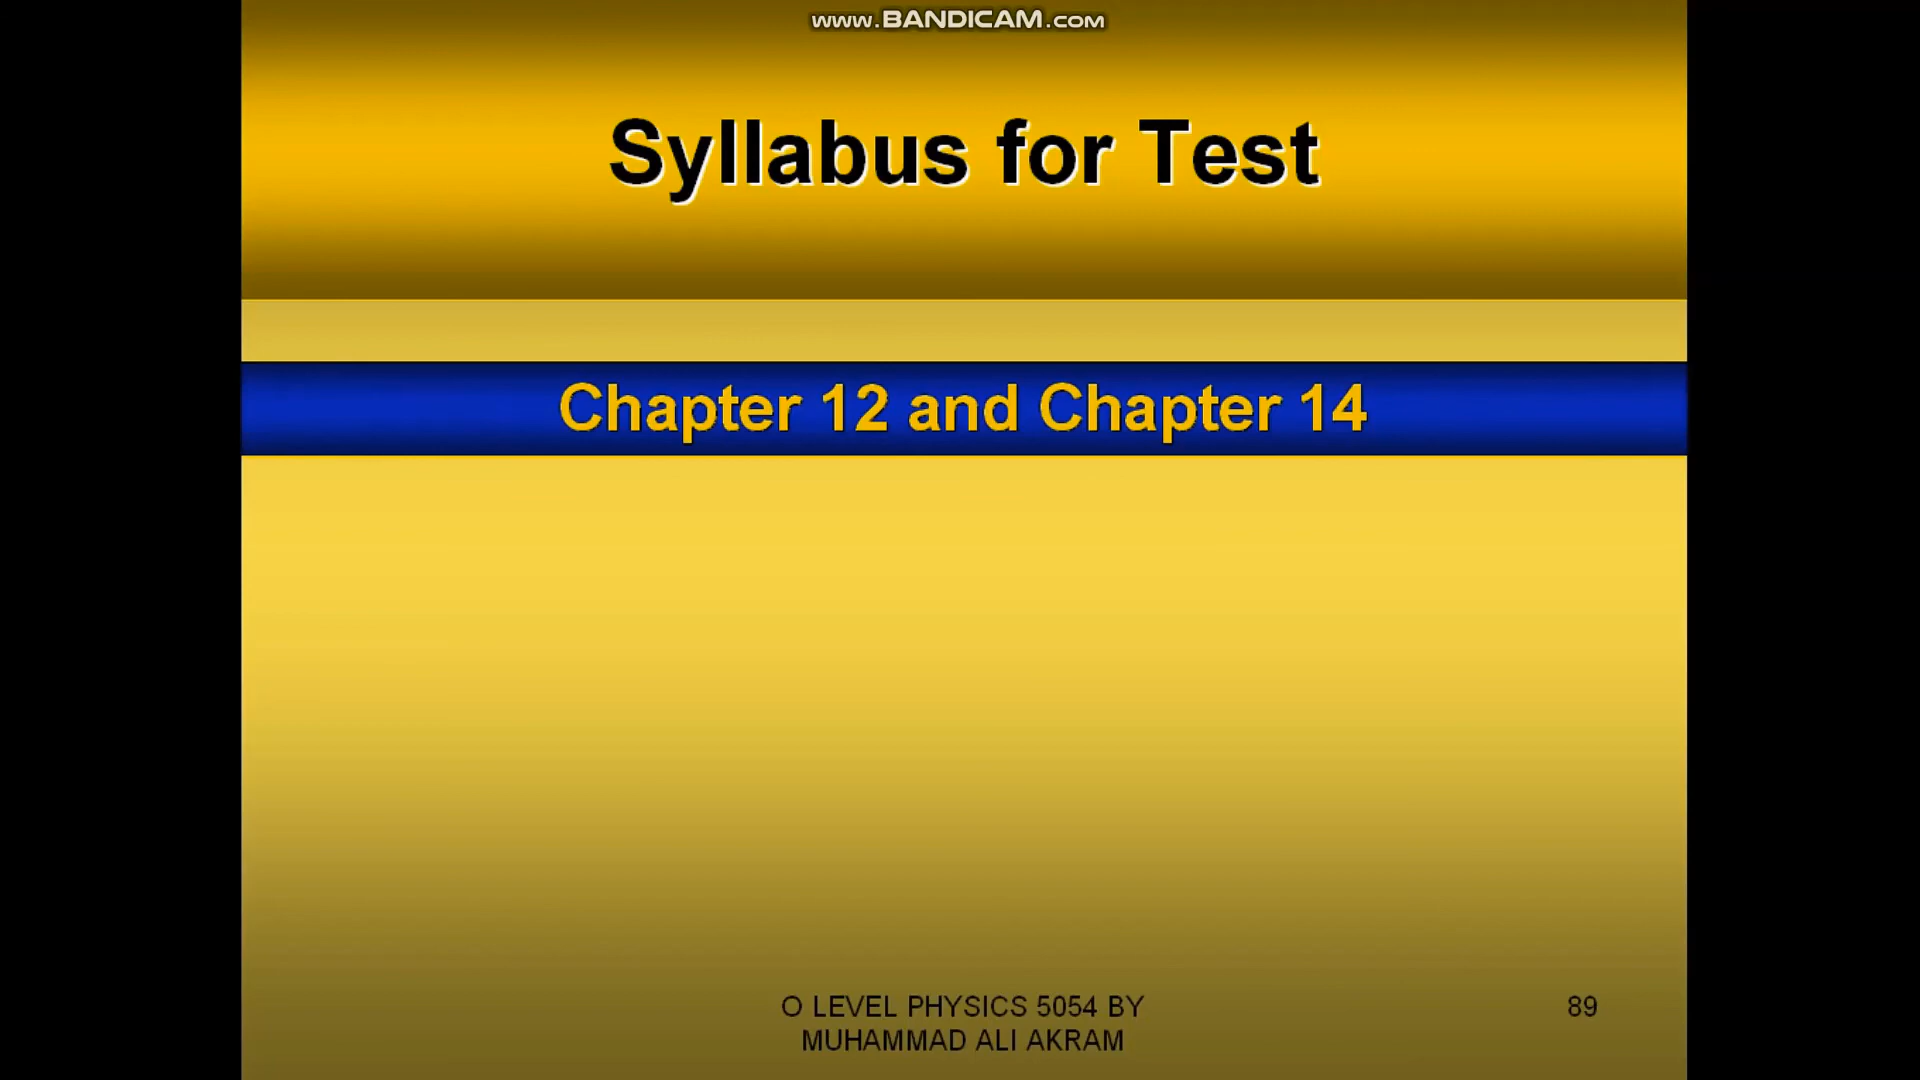 www.BANDICAM.com
Syllabus for Test
Chapter 12 and Chapter 14
O LEVEL PHYSICS 5054 BY
MUHAMMAD ALI AKRAM
89